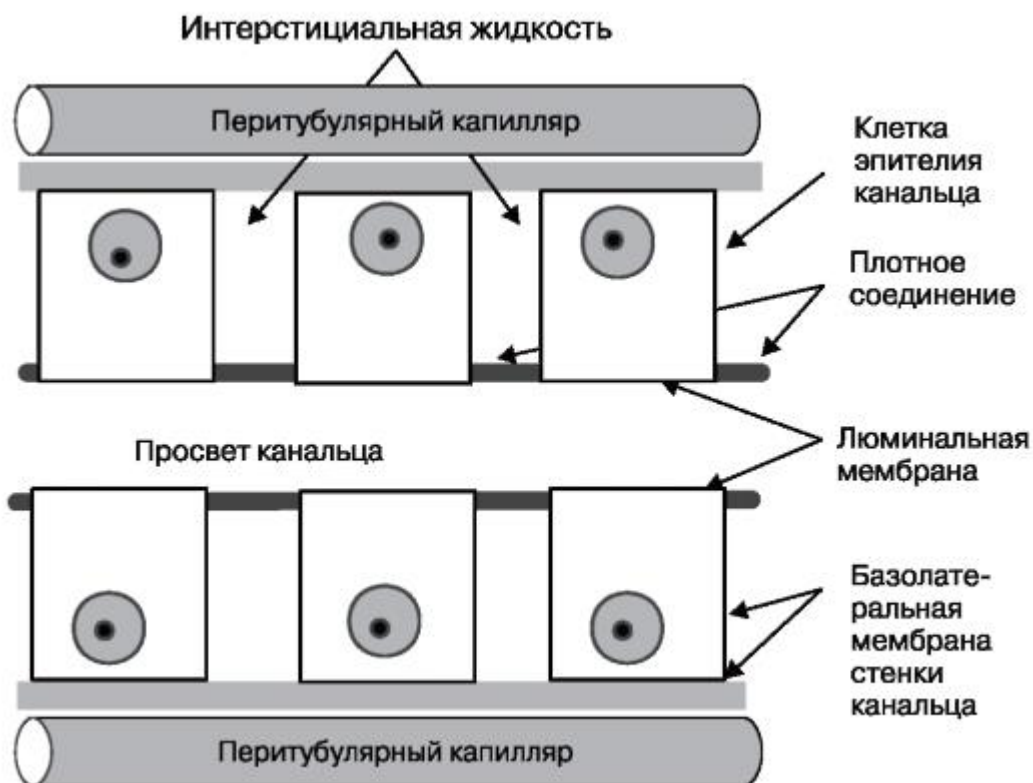 Интерстициальная жидкость
Перитубулярный капилляр
Клетка
эпителия
канальца
Плотное
соединение
Просвет канальца
Люминальная
мембрана
Базолате-
ральная
мембрана
стенки
канальца
Перитубулярный капилляр